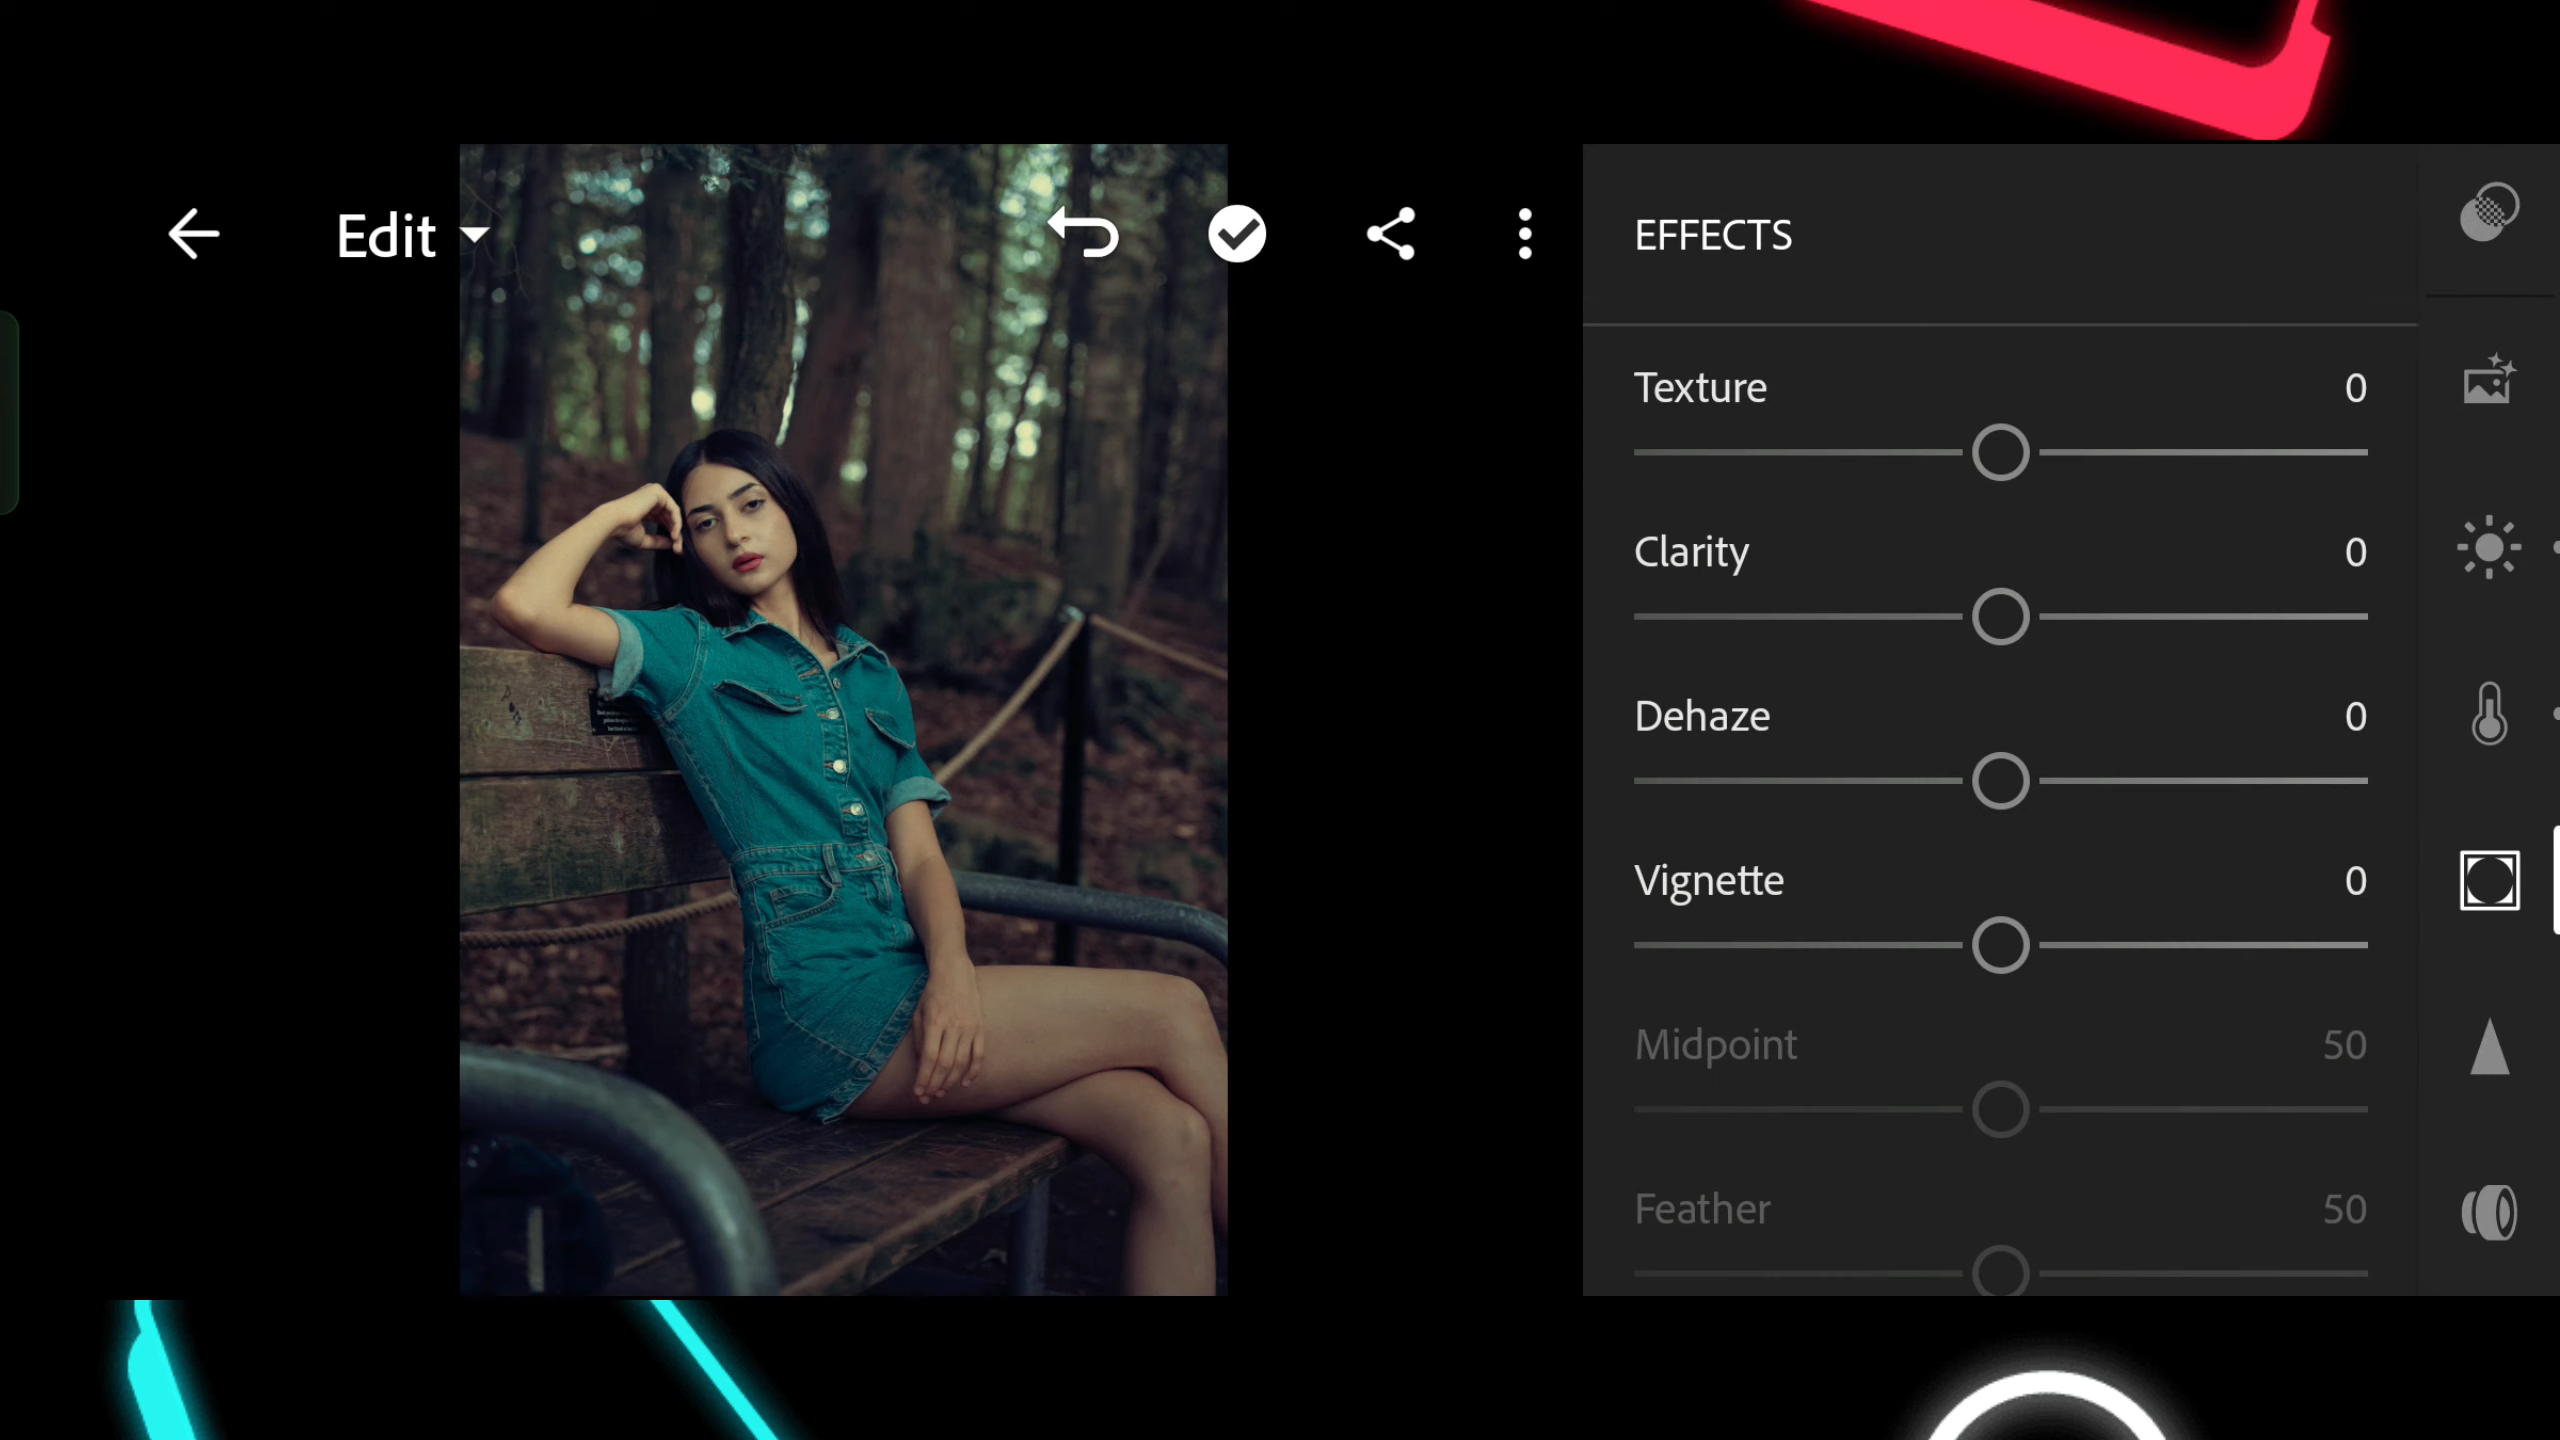 Edit
EFFECTS
Texture 0
Clarity 0
Dehaze 0
Vignette 0
Midpoint 50
Feather 50